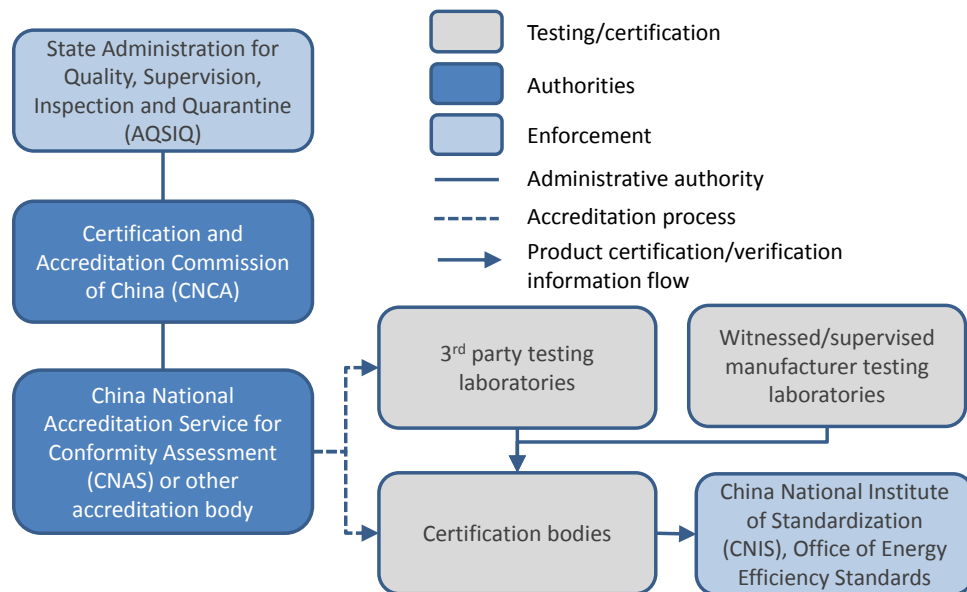 State Administration for
Quality, Supervision,
Inspection and Quarantine
(AQSIQ)
Certification and
Accreditation Commission
of China (CNCA)
China National
Accreditation Service for
Conformity Assessment
(CNAS) or other
accreditation body
Testing/certification
Authorities
Enforcement
Administrative authority
Accreditation process
Product certification/verification
information flow
3rd party testing
laboratories
Witnessed/supervised
manufacturer testing
laboratories
Certification bodies
China National Institute
of Standardization
(CNIS), Office of Energy
Efficiency Standards